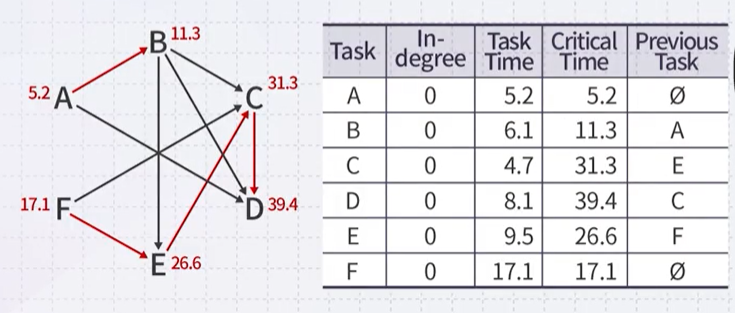 B 11.3
5.2 A
C 31.3
17.1 F
D 39.4
E 26.6
Task In-degree Task Time Critical Time Previous Task
A 0 5.2 5.2 Ø
B 0 6.1 11.3 A
C 0 4.7 31.3 E
D 0 8.1 39.4 C
E 0 9.5 26.6 F
F 0 17.1 17.1 Ø